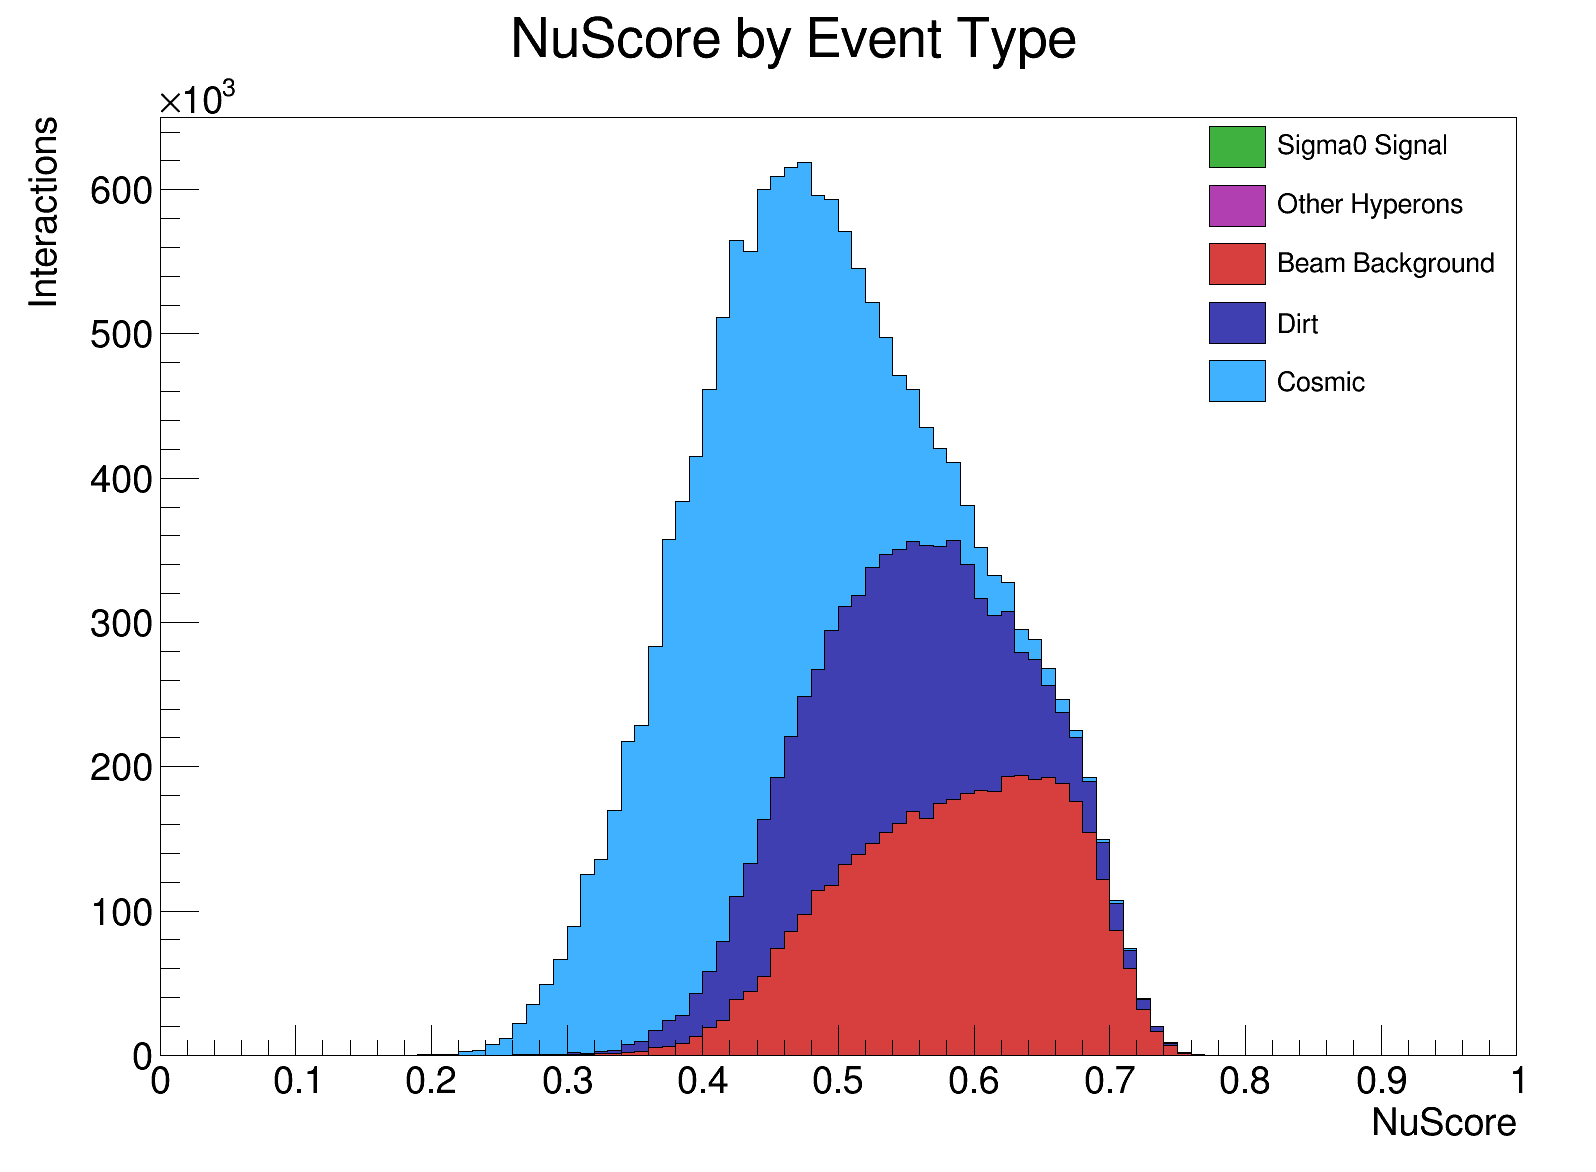 NuScore by Event Type
×10³
Interactions
600
500
400
300
200
100
0
0 0.1 0.2 0.3 0.4 0.5 0.6 0.7 0.8 0.9 1
NuScore
Sigma0 Signal
Other Hyperons
Beam Background
Dirt
Cosmic